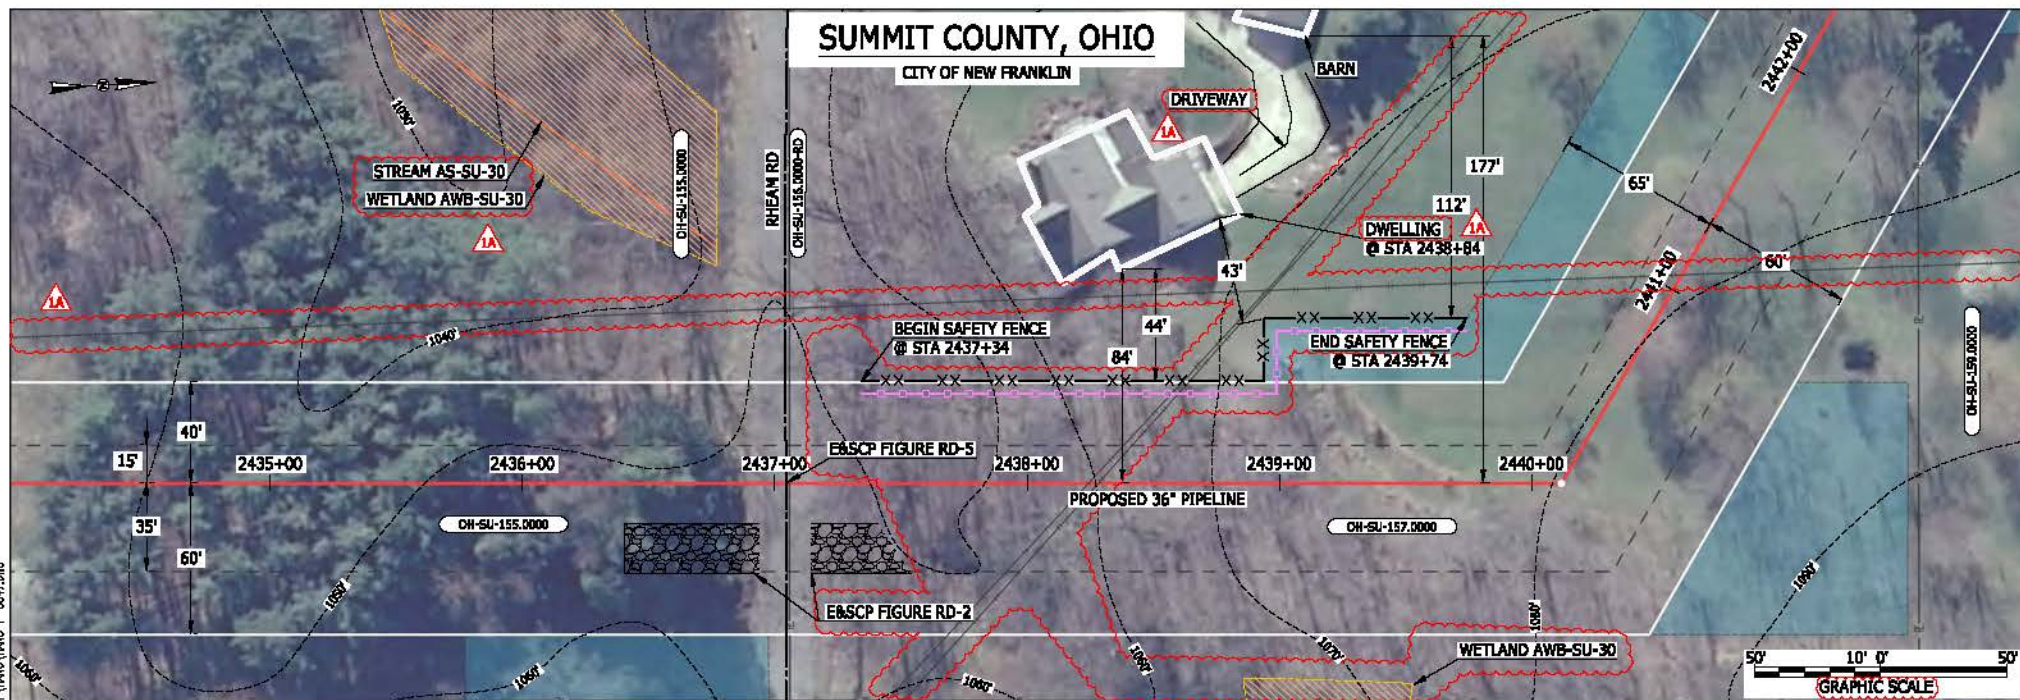 SUMMIT COUNTY, OHIO
CITY OF NEW FRANKLIN
BARN
DRIVEWAY
1A
2442+00
1090'
STREAM AS-SU-30
WETLAND AWB-SU-30
1A
OH-SU-155.0000
RHEAM RD
OH-SU-156.0000-RD
177'
65'
112'
1A
DWELLING
@ STA 2438+84
43'
60'
2441+00
1A
1040'
BEGIN SAFETY FENCE
@ STA 2437+34
44'
84'
END SAFETY FENCE
@ STA 2439+74
OH-SU-159.0000
40'
15'
2435+00
2436+00
2437+00
E&SCP FIGURE RD-5
2438+00
2439+00
2440+00
PROPOSED 36" PIPELINE
35'
OH-SU-155.0000
OH-SU-157.0000
60'
1050'
E&SCP FIGURE RD-2
1080'
1090'
1060'
1060'
1060'
1060'
1070'
WETLAND AWB-SU-30
50' 10' 0' 50'
GRAPHIC SCALE